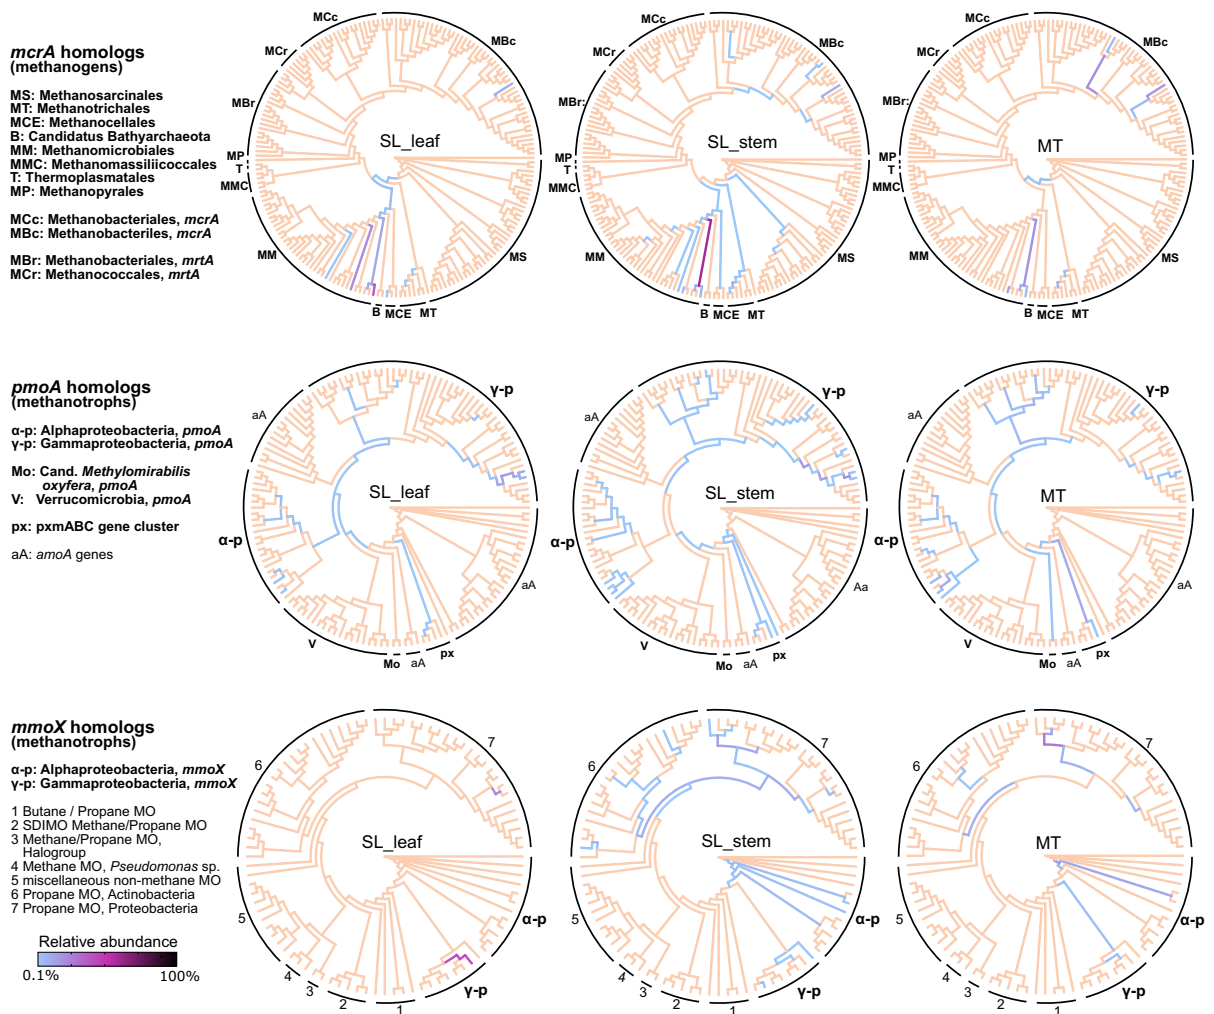 mcrA homologs
(methanogens)
MS: Methanosarcinales
MT: Methanotrichales
MCE: Methanocellales
B: Candidatus Bathyarchaeota
MM: Methanomicrobiales
MMC: Methanomassiliicoccales
T: Thermoplasmatales
MP: Methanopyrales
MCc: Methanobacteriales, mcrA
MBc: Methanobacteriles, mcrA
MBr: Methanobacteriales, mrtA
MCr: Methanococcales, mrtA
MCc
MBc
MCr
MBr
MP
T
MMC
MM
B
MCE
MT
MS
SL_leaf
MCc
MBc
MCr
MBr:
MP
T
MMC
MM
B
MCE
MT
MS
SL_stem
MCc
MBc
MCr
MBr:
MP
T
MMC
MM
B
MCE
MT
MS
MT
pmoA homologs
(methanotrophs)
α-p: Alphaproteobacteria, pmoA
γ-p: Gammaproteobacteria, pmoA
Mo: Cand. Methylomirabilis
oxyfera, pmoA
V: Verrucomicrobia, pmoA
px: pxmABC gene cluster
aA: amoA genes
aA
γ-p
SL_leaf
α-p
V
Mo
aA
px
aA
aA
γ-p
SL_stem
α-p
V
Mo
aA
px
Aa
aA
γ-p
MT
α-p
V
Mo
aA
px
aA
mmoX homologs
(methanotrophs)
α-p: Alphaproteobacteria, mmoX
γ-p: Gammaproteobacteria, mmoX
1 Butane / Propane MO
2 SDIMO Methane/Propane MO
3 Methane/Propane MO,
Halogroup
4 Methane MO, Pseudomonas sp.
5 miscellaneous non-methane MO
6 Propane MO, Actinobacteria
7 Propane MO, Proteobacteria
Relative abundance
0.1% 100%
7
6
SL_leaf
5
4
3
2
1
γ-p
α-p
7
6
SL_stem
5
4
3
2
1
γ-p
α-p
7
6
MT
5
4
3
2
1
γ-p
α-p